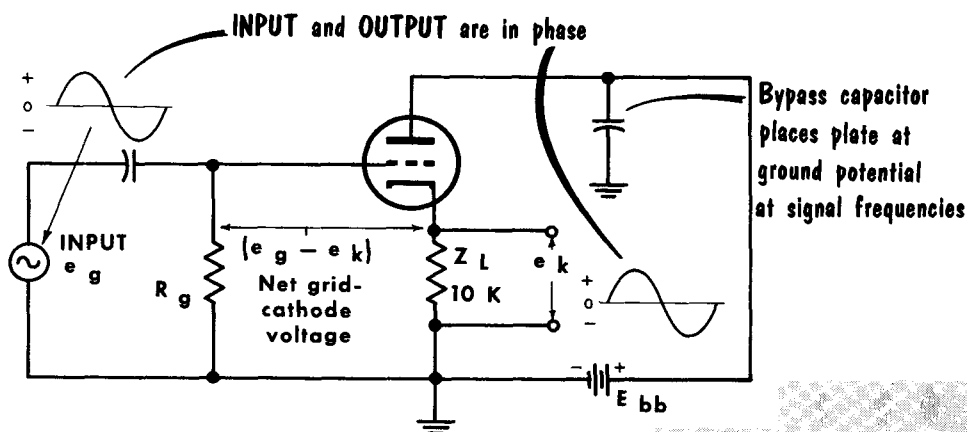 INPUT and OUTPUT are in phase
+
o
−
Bypass capacitor
places plate at
ground potential
at signal frequencies
INPUT
e g
R g
(e g − e k)
Net grid-
cathode
voltage
Z L
10 K
e k
+
o
−
− +
E bb